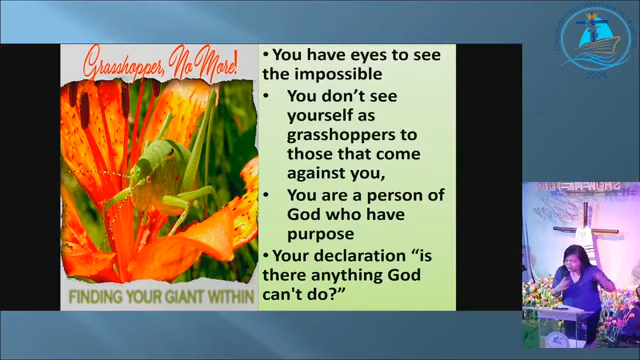 Grasshopper, No More!
FINDING YOUR GIANT WITHIN
• You have eyes to see
the impossible
• You don't see
yourself as
grasshoppers to
those that come
against you,
• You are a person of
God who have
purpose
• Your declaration “is
there anything God
can't do?”
2004